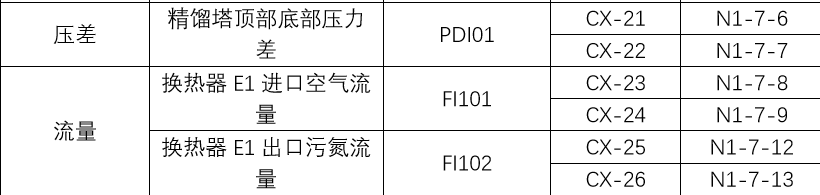 压差
精馏塔顶部底部压力
差
PDI01
CX-21
N1-7-6
CX-22
N1-7-7
流量
换热器 E1 进口空气流
量
FI101
CX-23
N1-7-8
CX-24
N1-7-9
换热器 E1 出口污氮流
量
FI102
CX-25
N1-7-12
CX-26
N1-7-13